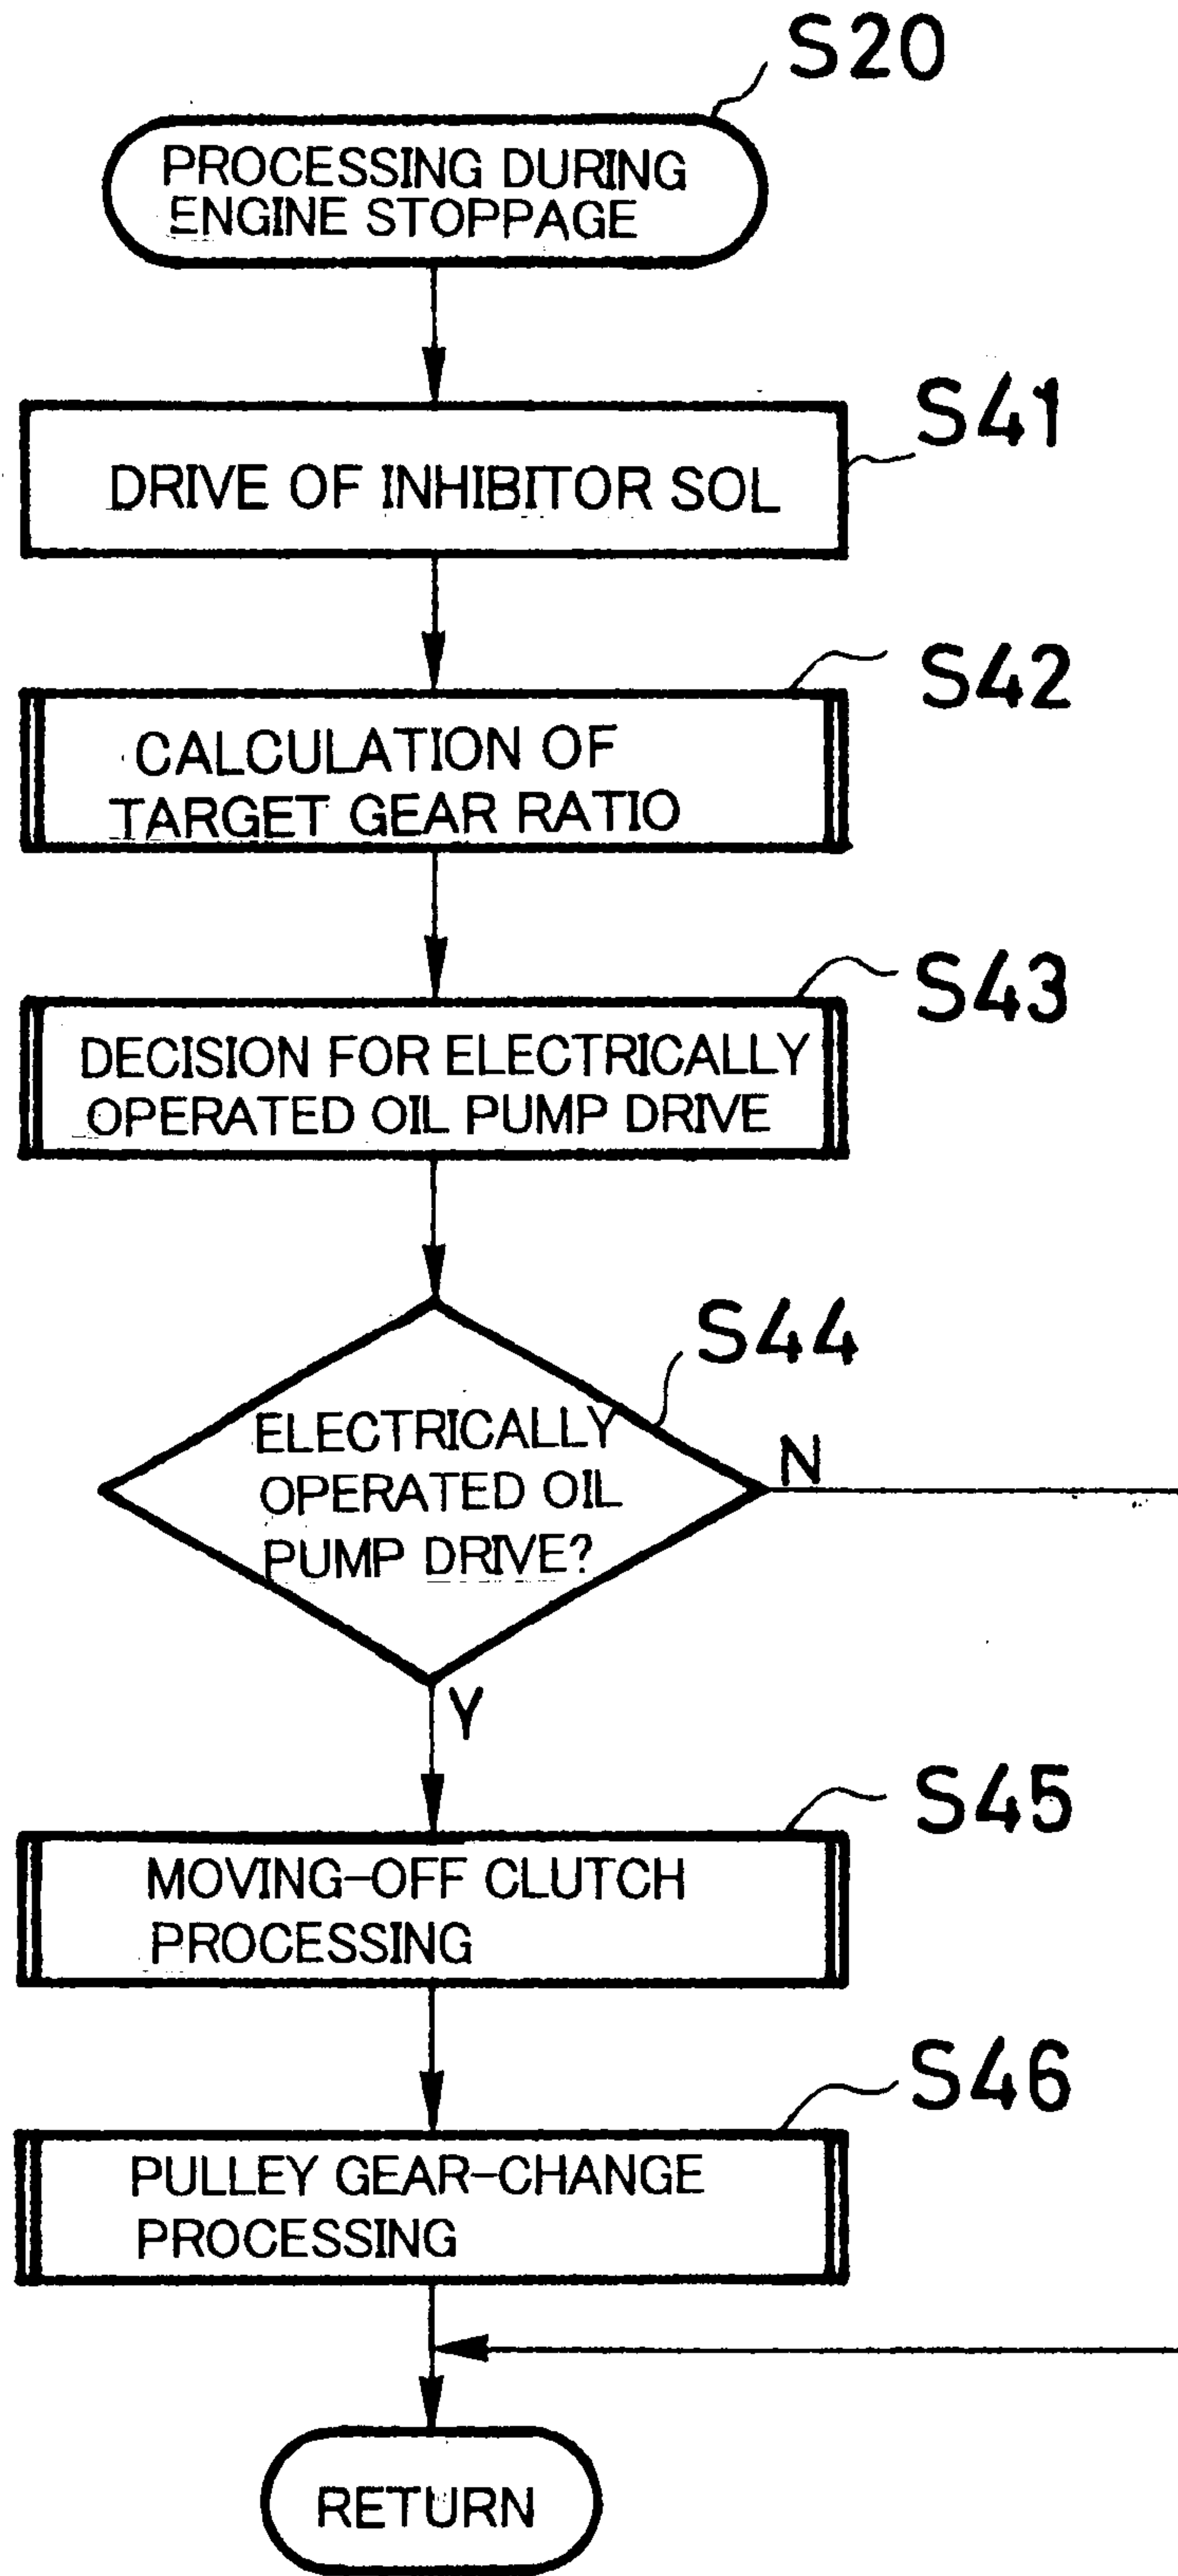 S20
PROCESSING DURING
ENGINE STOPPAGE
S41
DRIVE OF INHIBITOR SOL
S42
CALCULATION OF
TARGET GEAR RATIO
S43
DECISION FOR ELECTRICALLY
OPERATED OIL PUMP DRIVE
S44
ELECTRICALLY
OPERATED OIL
PUMP DRIVE?
N
Y
S45
MOVING-OFF CLUTCH
PROCESSING
S46
PULLEY GEAR-CHANGE
PROCESSING
RETURN